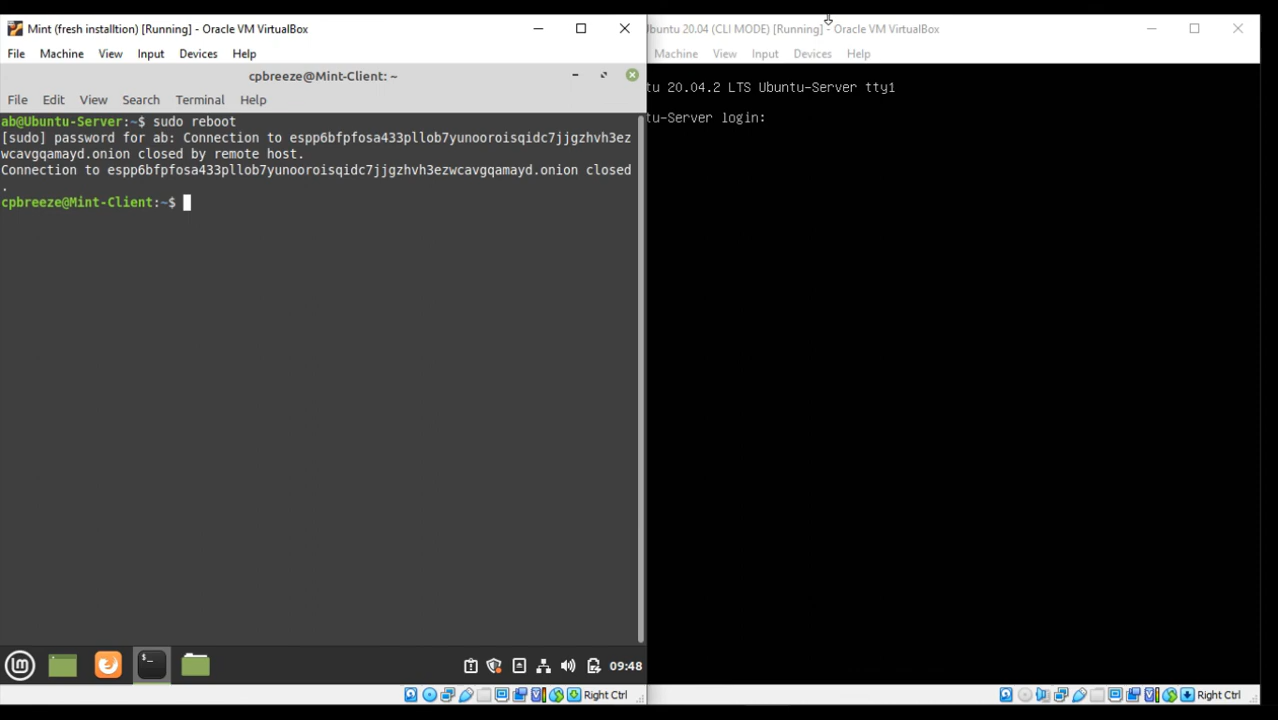 Mint (fresh installtion) [Running] - Oracle VM VirtualBox
File Machine View Input Devices Help
cpbreeze@Mint-Client: ~
File Edit View Search Terminal Help
ab@Ubuntu-Server:~$ sudo reboot
[sudo] password for ab: Connection to espp6bfpfosa433pllob7yunooroisqidc7jjgzhvh3ez
wcavgqamayd.onion closed by remote host.
Connection to espp6bfpfosa433pllob7yunooroisqidc7jjgzhvh3ezwcavgqamayd.onion closed
.
cpbreeze@Mint-Client:~$
09:48
Right Ctrl
buntu 20.04 (CLI MODE) [Running] - Oracle VM VirtualBox
Machine View Input Devices Help
tu 20.04.2 LTS Ubuntu-Server tty1
tu-Server login:
Right Ctrl